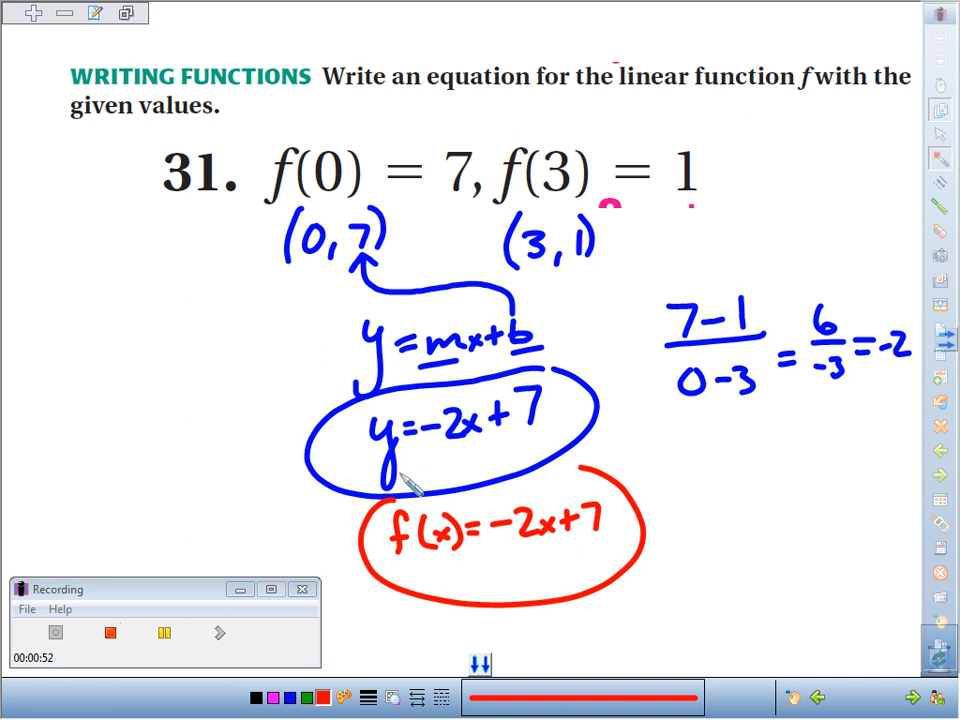 WRITING FUNCTIONS Write an equation for the linear function f with the
given values.
31. f(0) = 7, f(3) = 1
(0, 7) (3, 1)
y = mx + b
7 - 1
0 - 3
=
6
-3
= -2
y = -2x + 7
f(x) = -2x + 7
Recording
File Help
00:00:52